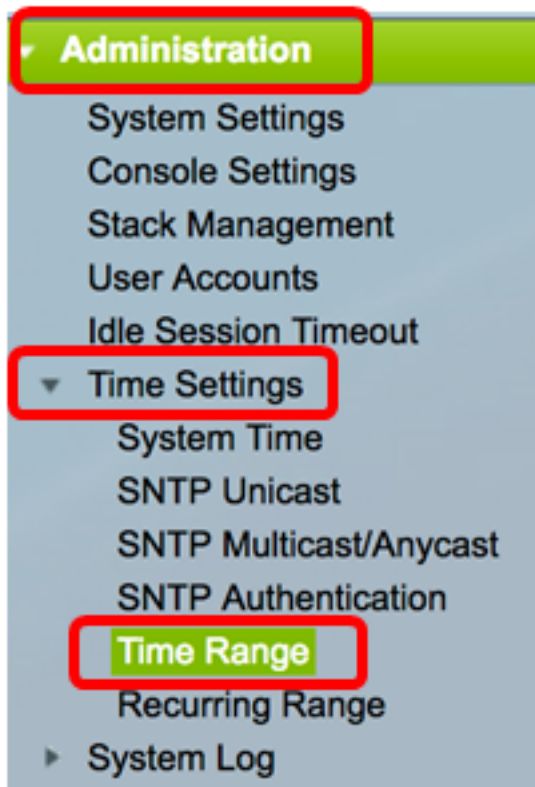 Administration
System Settings
Console Settings
Stack Management
User Accounts
Idle Session Timeout
Time Settings
System Time
SNTP Unicast
SNTP Multicast/Anycast
SNTP Authentication
Time Range
Recurring Range
System Log